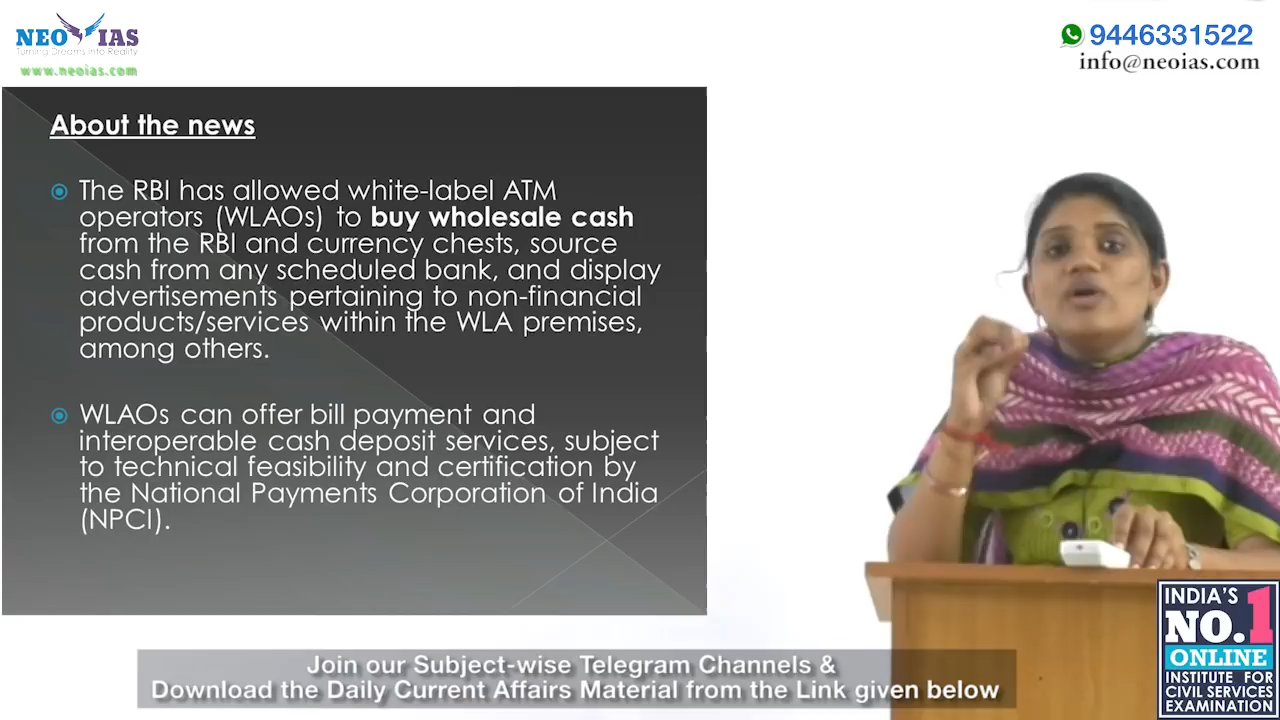 NEO IAS
Turning Dreams into Reality
www.neoias.com
9446331522
info@neoias.com
About the news
The RBI has allowed white-label ATM
operators (WLAOs) to buy wholesale cash
from the RBI and currency chests, source
cash from any scheduled bank, and display
advertisements pertaining to non-financial
products/services within the WLA premises,
among others.
WLAOs can offer bill payment and
interoperable cash deposit services, subject
to technical feasibility and certification by
the National Payments Corporation of India
(NPCI).
INDIA'S
NO.1
ONLINE
INSTITUTE FOR
CIVIL SERVICES
EXAMINATION
Join our Subject-wise Telegram Channels &
Download the Daily Current Affairs Material from the Link given below